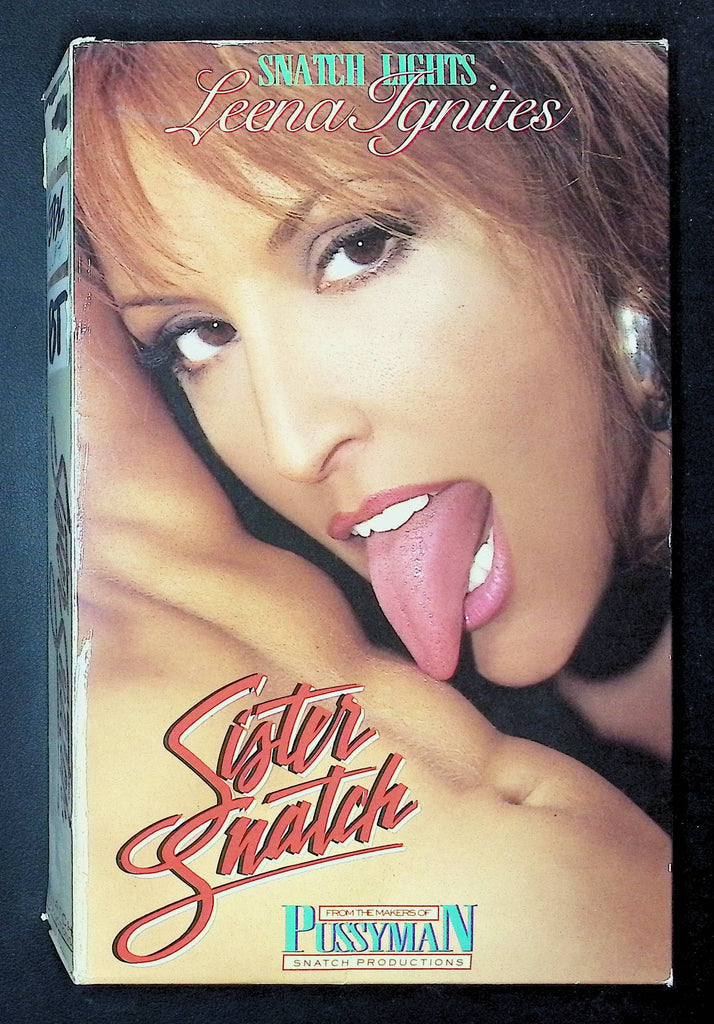 SNATCH LIGHTS
Leena Ignites
Sister
Snatch
FROM THE MAKERS OF
PUSSYMAN
SNATCH PRODUCTIONS